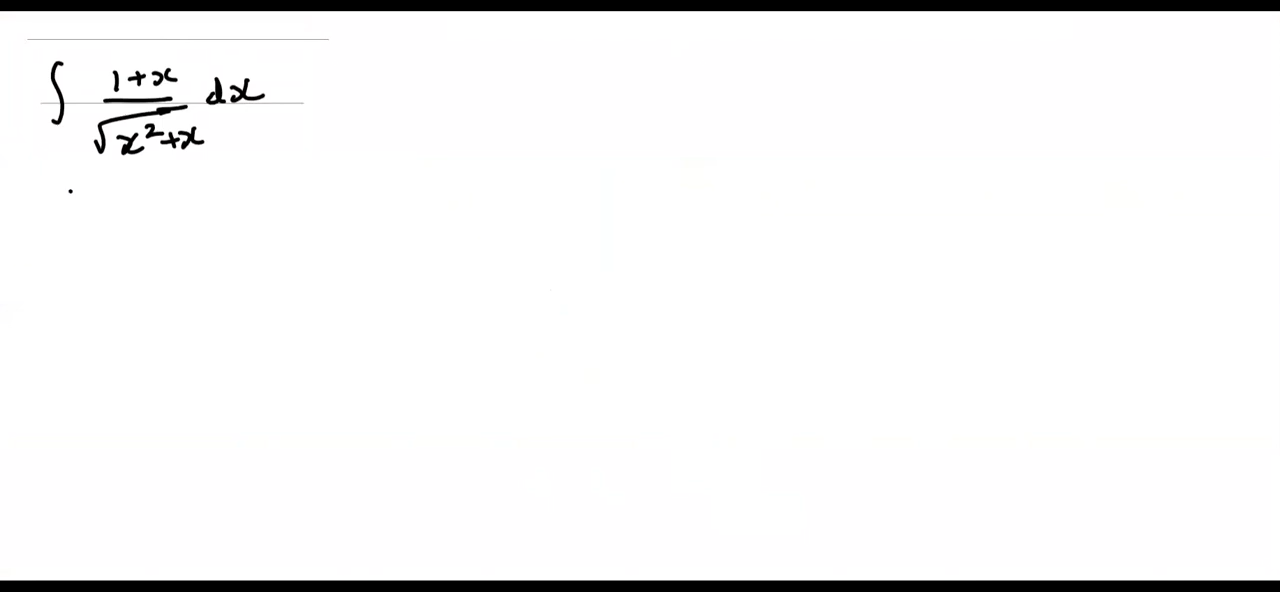 ∫ (1+x)/√(x²+x) dx